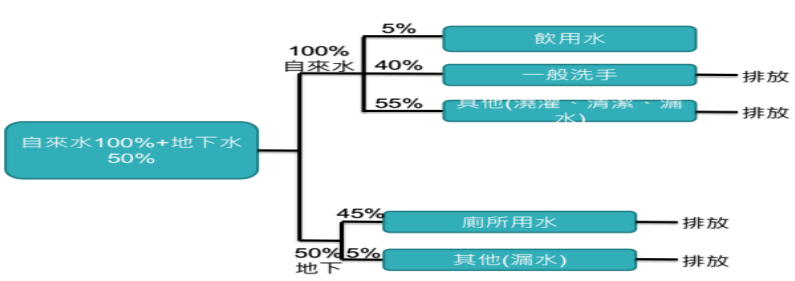 自來水100%+地下水
50%
100%
自來水
5%
飲用水
40%
一般洗手
排放
55%
其他(澆灌、清潔、漏
水)
排放
50%
地下
45%
廁所用水
排放
5%
其他(漏水)
排放